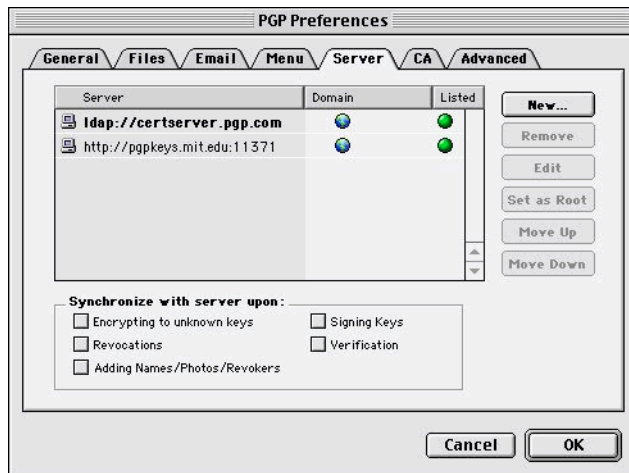 PGP Preferences
General Files Email Menu Server CA Advanced
Server Domain Listed
ldap://certserver.pgp.com
http://pgpkeys.mit.edu:11371
New...
Remove
Edit
Set as Root
Move Up
Move Down
Synchronize with server upon:
Encrypting to unknown keys
Signing Keys
Revocations
Verification
Adding Names/Photos/Revokers
Cancel OK